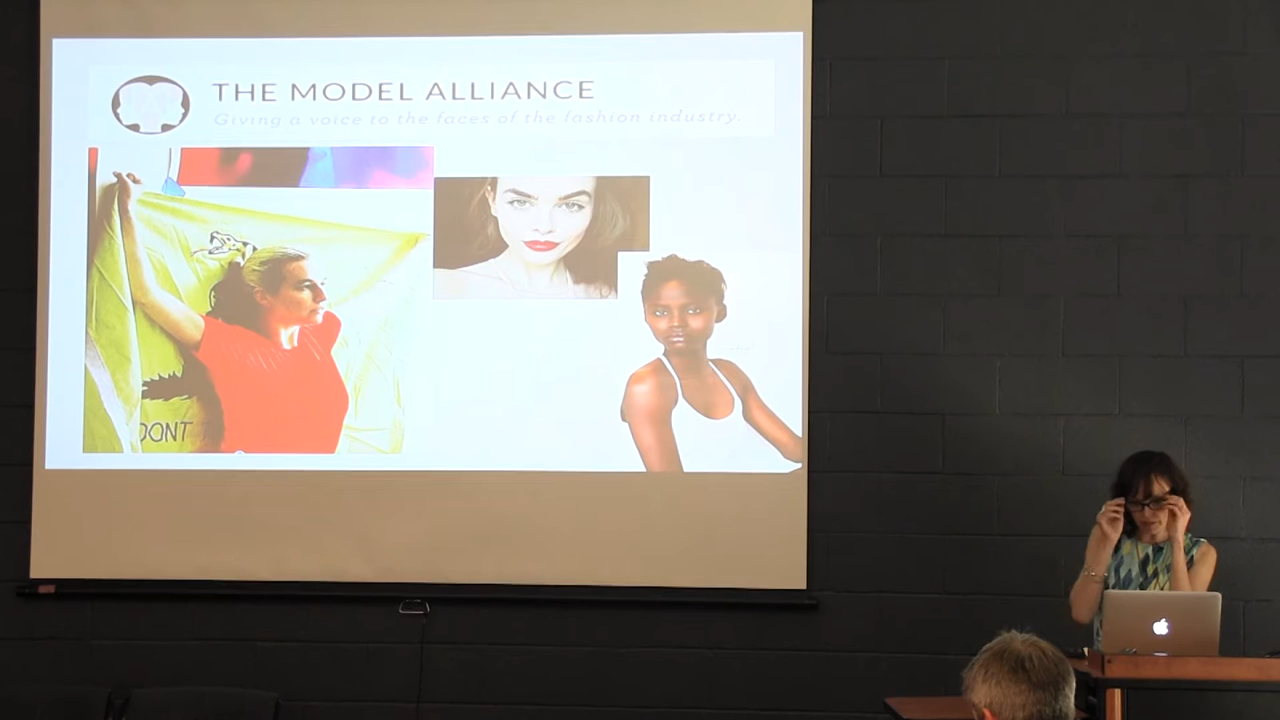 THE MODEL ALLIANCE
Giving a voice to the faces of the fashion industry.
DONT